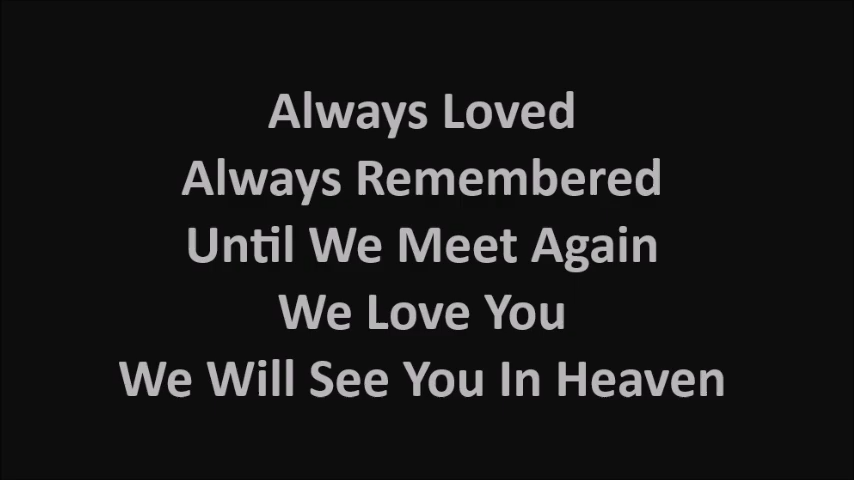 Always Loved
Always Remembered
Until We Meet Again
We Love You
We Will See You In Heaven